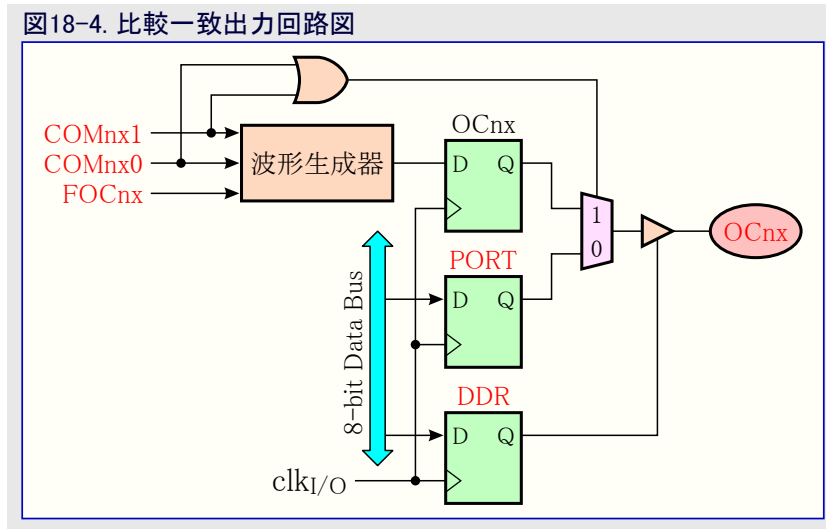 図18-4. 比較一致出力回路図
COMnx1
COMnx0
FOCnx
波形生成器
OCnx
D Q
1
0
OCnx
PORT
D Q
8-bit Data Bus
DDR
D Q
clkI/O